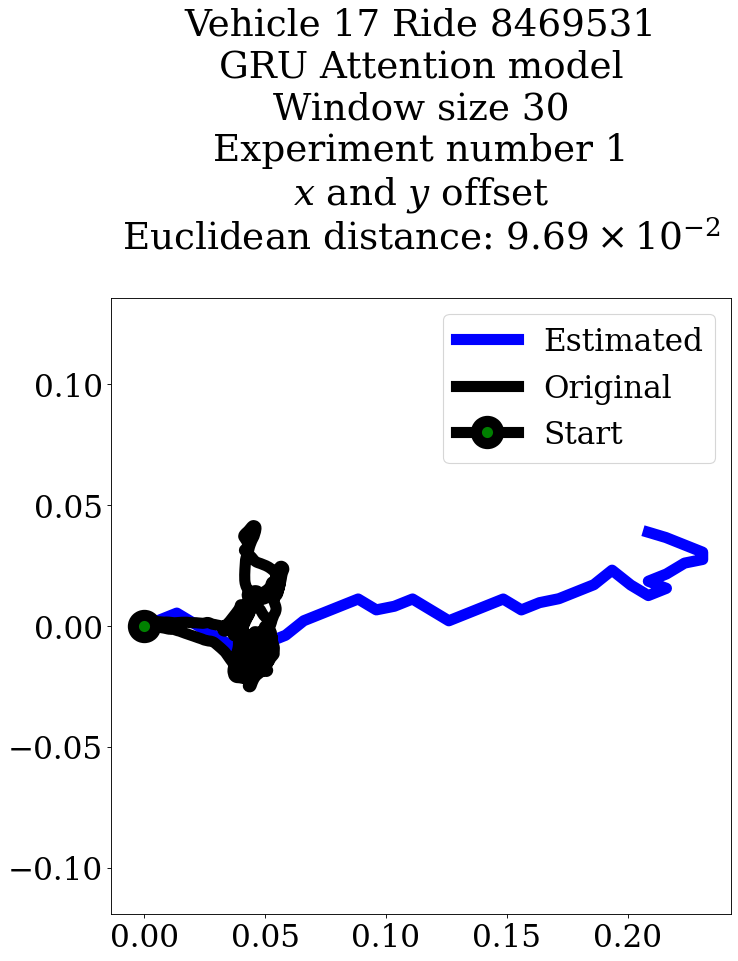 Vehicle 17 Ride 8469531
GRU Attention model
Window size 30
Experiment number 1
x and y offset
Euclidean distance: 9.69 × 10⁻²
Estimated
Original
Start
0.10
0.05
0.00
−0.05
−0.10
0.00 0.05 0.10 0.15 0.20